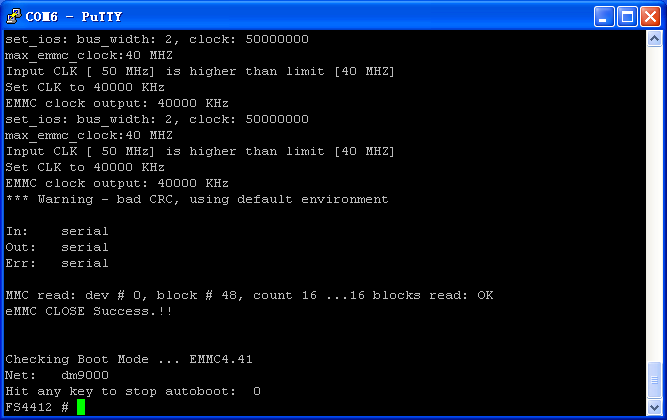 COM6 - PuTTY
set_ios: bus_width: 2, clock: 50000000
max_emmc_clock:40 MHZ
Input CLK [ 50 MHz] is higher than limit [40 MHZ]
Set CLK to 40000 KHz
EMMC clock output: 40000 KHz
set_ios: bus_width: 2, clock: 50000000
max_emmc_clock:40 MHZ
Input CLK [ 50 MHz] is higher than limit [40 MHZ]
Set CLK to 40000 KHz
EMMC clock output: 40000 KHz
*** Warning - bad CRC, using default environment
In:    serial
Out:   serial
Err:   serial
MMC read: dev # 0, block # 48, count 16 ...16 blocks read: OK
eMMC CLOSE Success.!!
Checking Boot Mode ... EMMC4.41
Net:   dm9000
Hit any key to stop autoboot:  0
FS4412 #